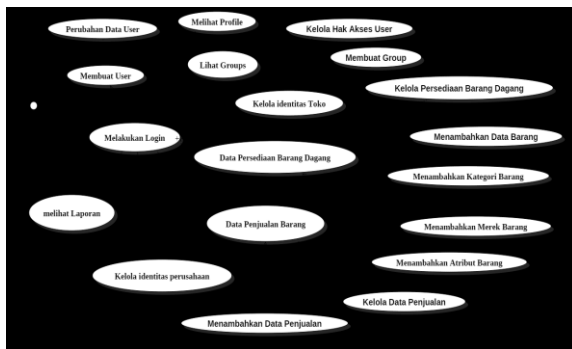 Melihat Profile
Perubahan Data User
Kelola Hak Akses User
Membuat Group
Lihat Groups
Membuat User
Kelola Persediaan Barang Dagang
Kelola identitas Toko
Melakukan Login
Menambahkan Data Barang
Data Persediaan Barang Dagang
Menambahkan Kategori Barang
melihat Laporan
Data Penjualan Barang
Menambahkan Merek Barang
Menambahkan Atribut Barang
Kelola identitas perusahaan
Kelola Data Penjualan
Menambahkan Data Penjualan